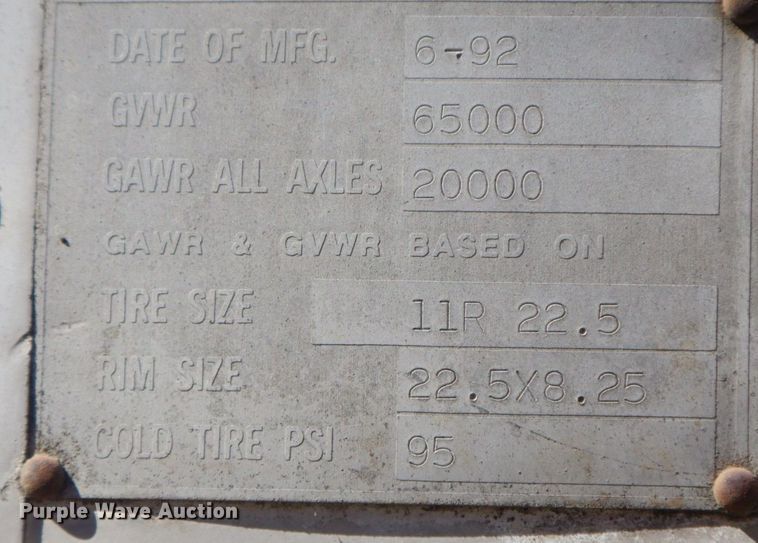 DATE OF MFG. 6-92
GVWR 65000
GAWR ALL AXLES 20000
GAWR & GVWR BASED ON
TIRE SIZE 11R 22.5
RIM SIZE 22.5X8.25
COLD TIRE PSI 95
Purple Wave Auction